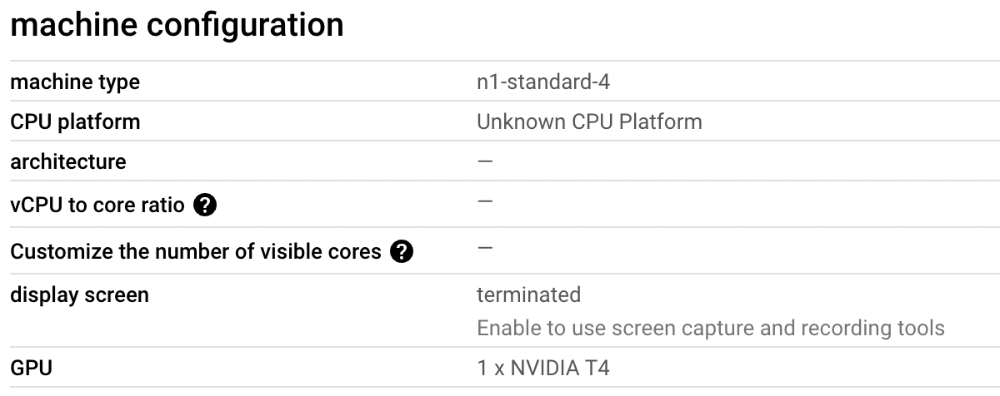 machine configuration
machine type n1-standard-4
CPU platform Unknown CPU Platform
architecture —
vCPU to core ratio ? —
Customize the number of visible cores ? —
display screen terminated
Enable to use screen capture and recording tools
GPU 1 x NVIDIA T4